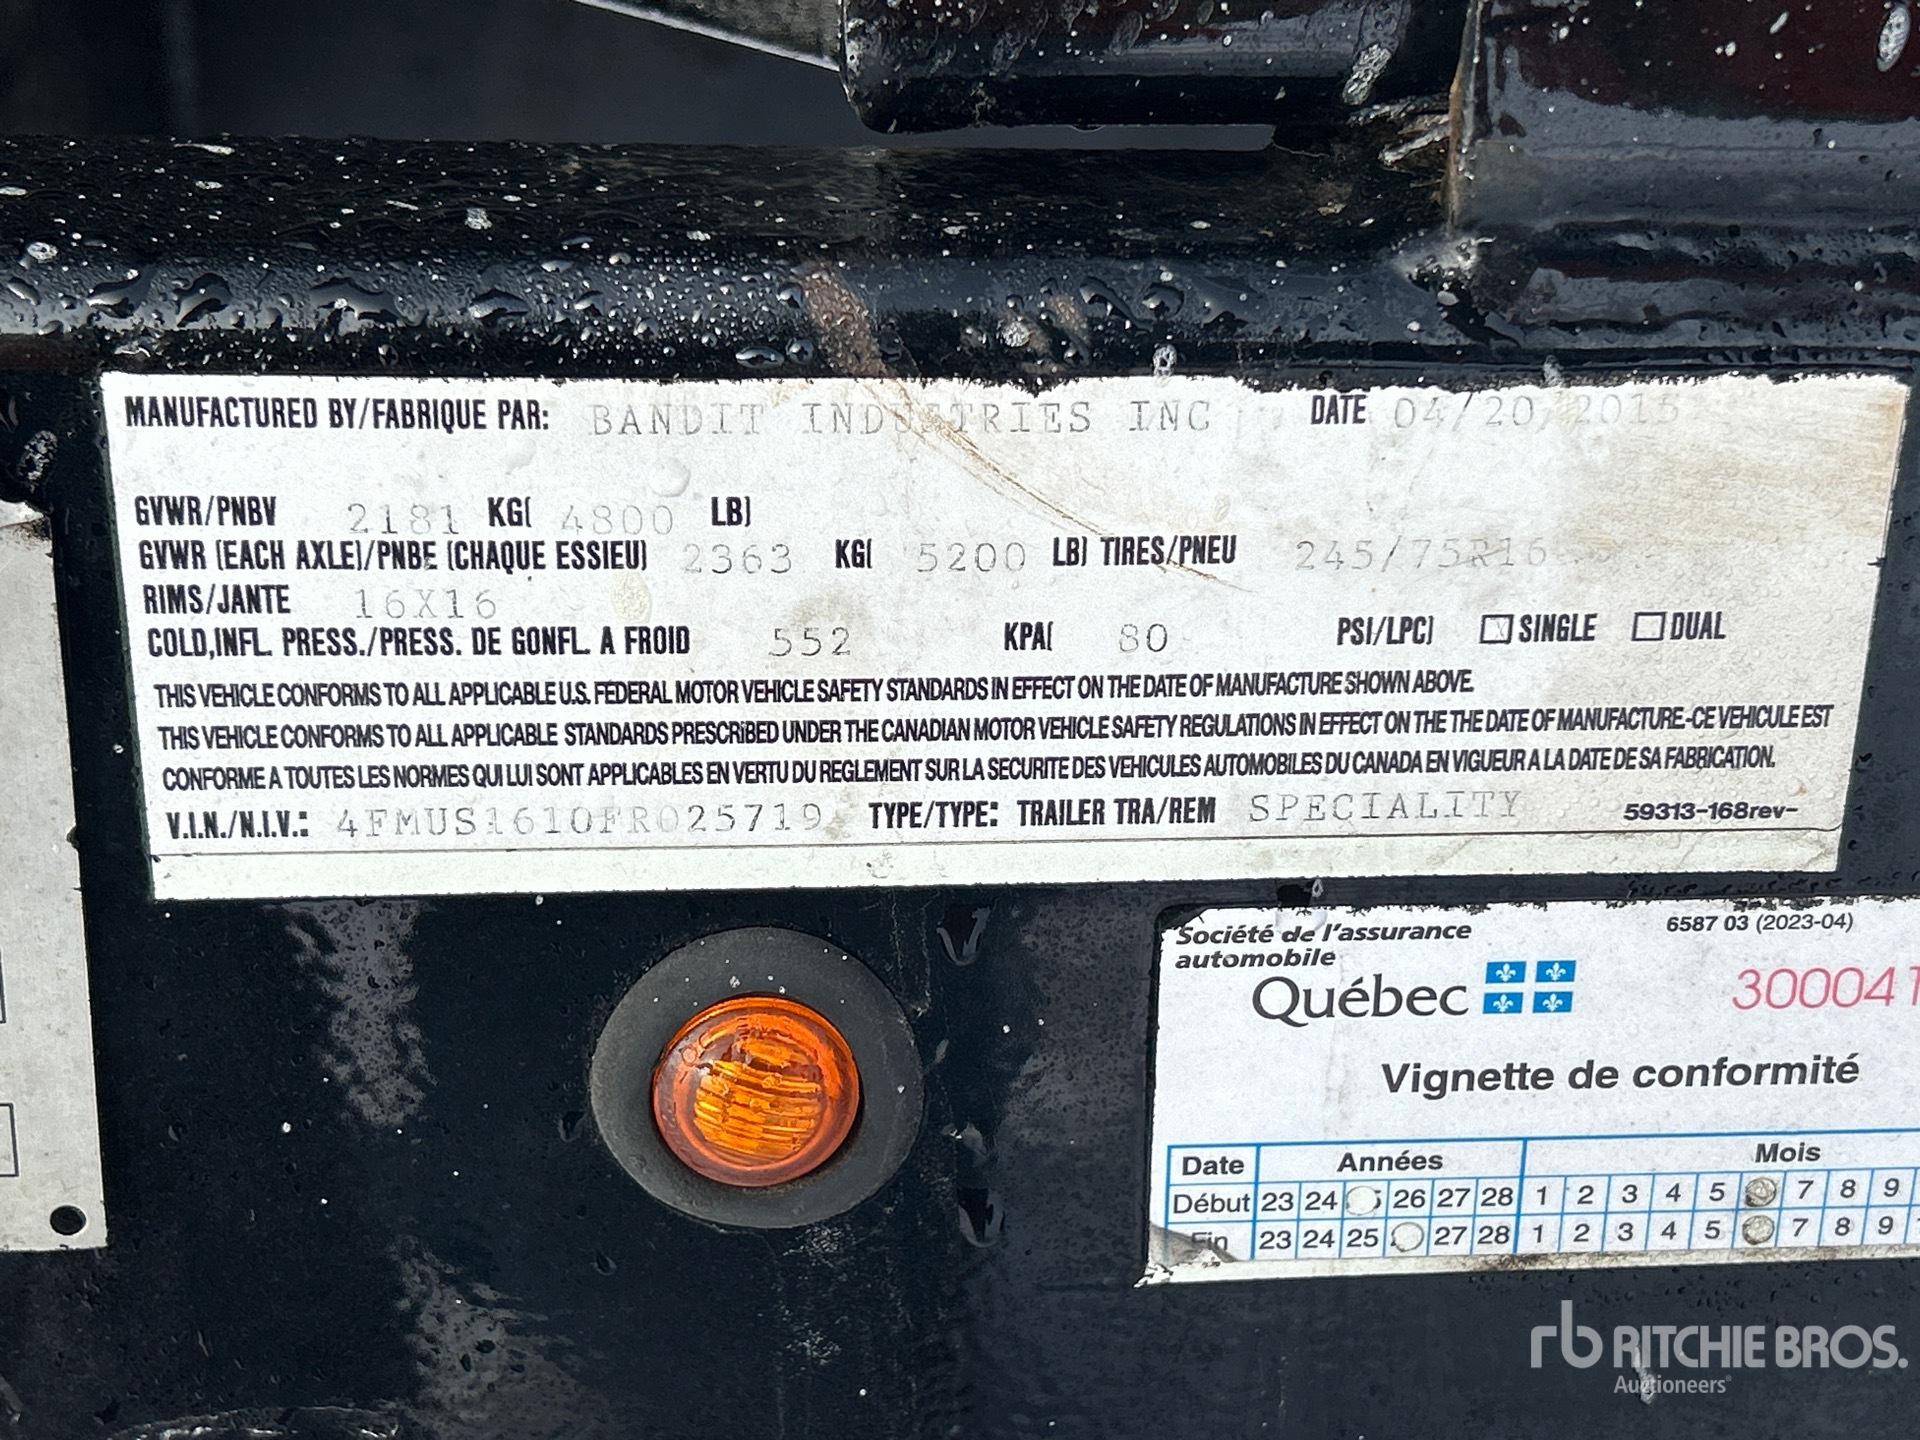 MANUFACTURED BY/FABRIQUE PAR: BANDIT INDUSTRIES INC DATE 04/20/2015
GVWR/PNBV 2181 KG( 4800 LB)
GVWR (EACH AXLE)/PNBE (CHAQUE ESSIEU) 2363 KG( 5200 LB) TIRES/PNEU 245/75R16
RIMS/JANTE 16X16
COLD,INFL. PRESS./PRESS. DE GONFL. A FROID 552 KPA( 80 PSI/LPC) SINGLE DUAL
THIS VEHICLE CONFORMS TO ALL APPLICABLE U.S. FEDERAL MOTOR VEHICLE SAFETY STANDARDS IN EFFECT ON THE DATE OF MANUFACTURE SHOWN ABOVE.
THIS VEHICLE CONFORMS TO ALL APPLICABLE STANDARDS PRESCRIBED UNDER THE CANADIAN MOTOR VEHICLE SAFETY REGULATIONS IN EFFECT ON THE THE DATE OF MANUFACTURE.-CE VEHICULE EST
CONFORME A TOUTES LES NORMES QUI LUI SONT APPLICABLES EN VERTU DU REGLEMENT SUR LA SECURITE DES VEHICULES AUTOMOBILES DU CANADA EN VIGUEUR A LA DATE DE SA FABRICATION.
V.I.N./N.I.V.: 4FMUS1610FR025719 TYPE/TYPE: TRAILER TRA/REM SPECIALITY 59313-168rev-
Société de l'assurance 6587 03 (2023-04)
automobile
Québec 300041
Vignette de conformité
Date Années Mois
Début 23 24 26 27 28 1 2 3 4 5 7 8 9
Fin 23 24 25 27 28 1 2 3 4 5 7 8 9
rb RITCHIE BROS.
Auctioneers